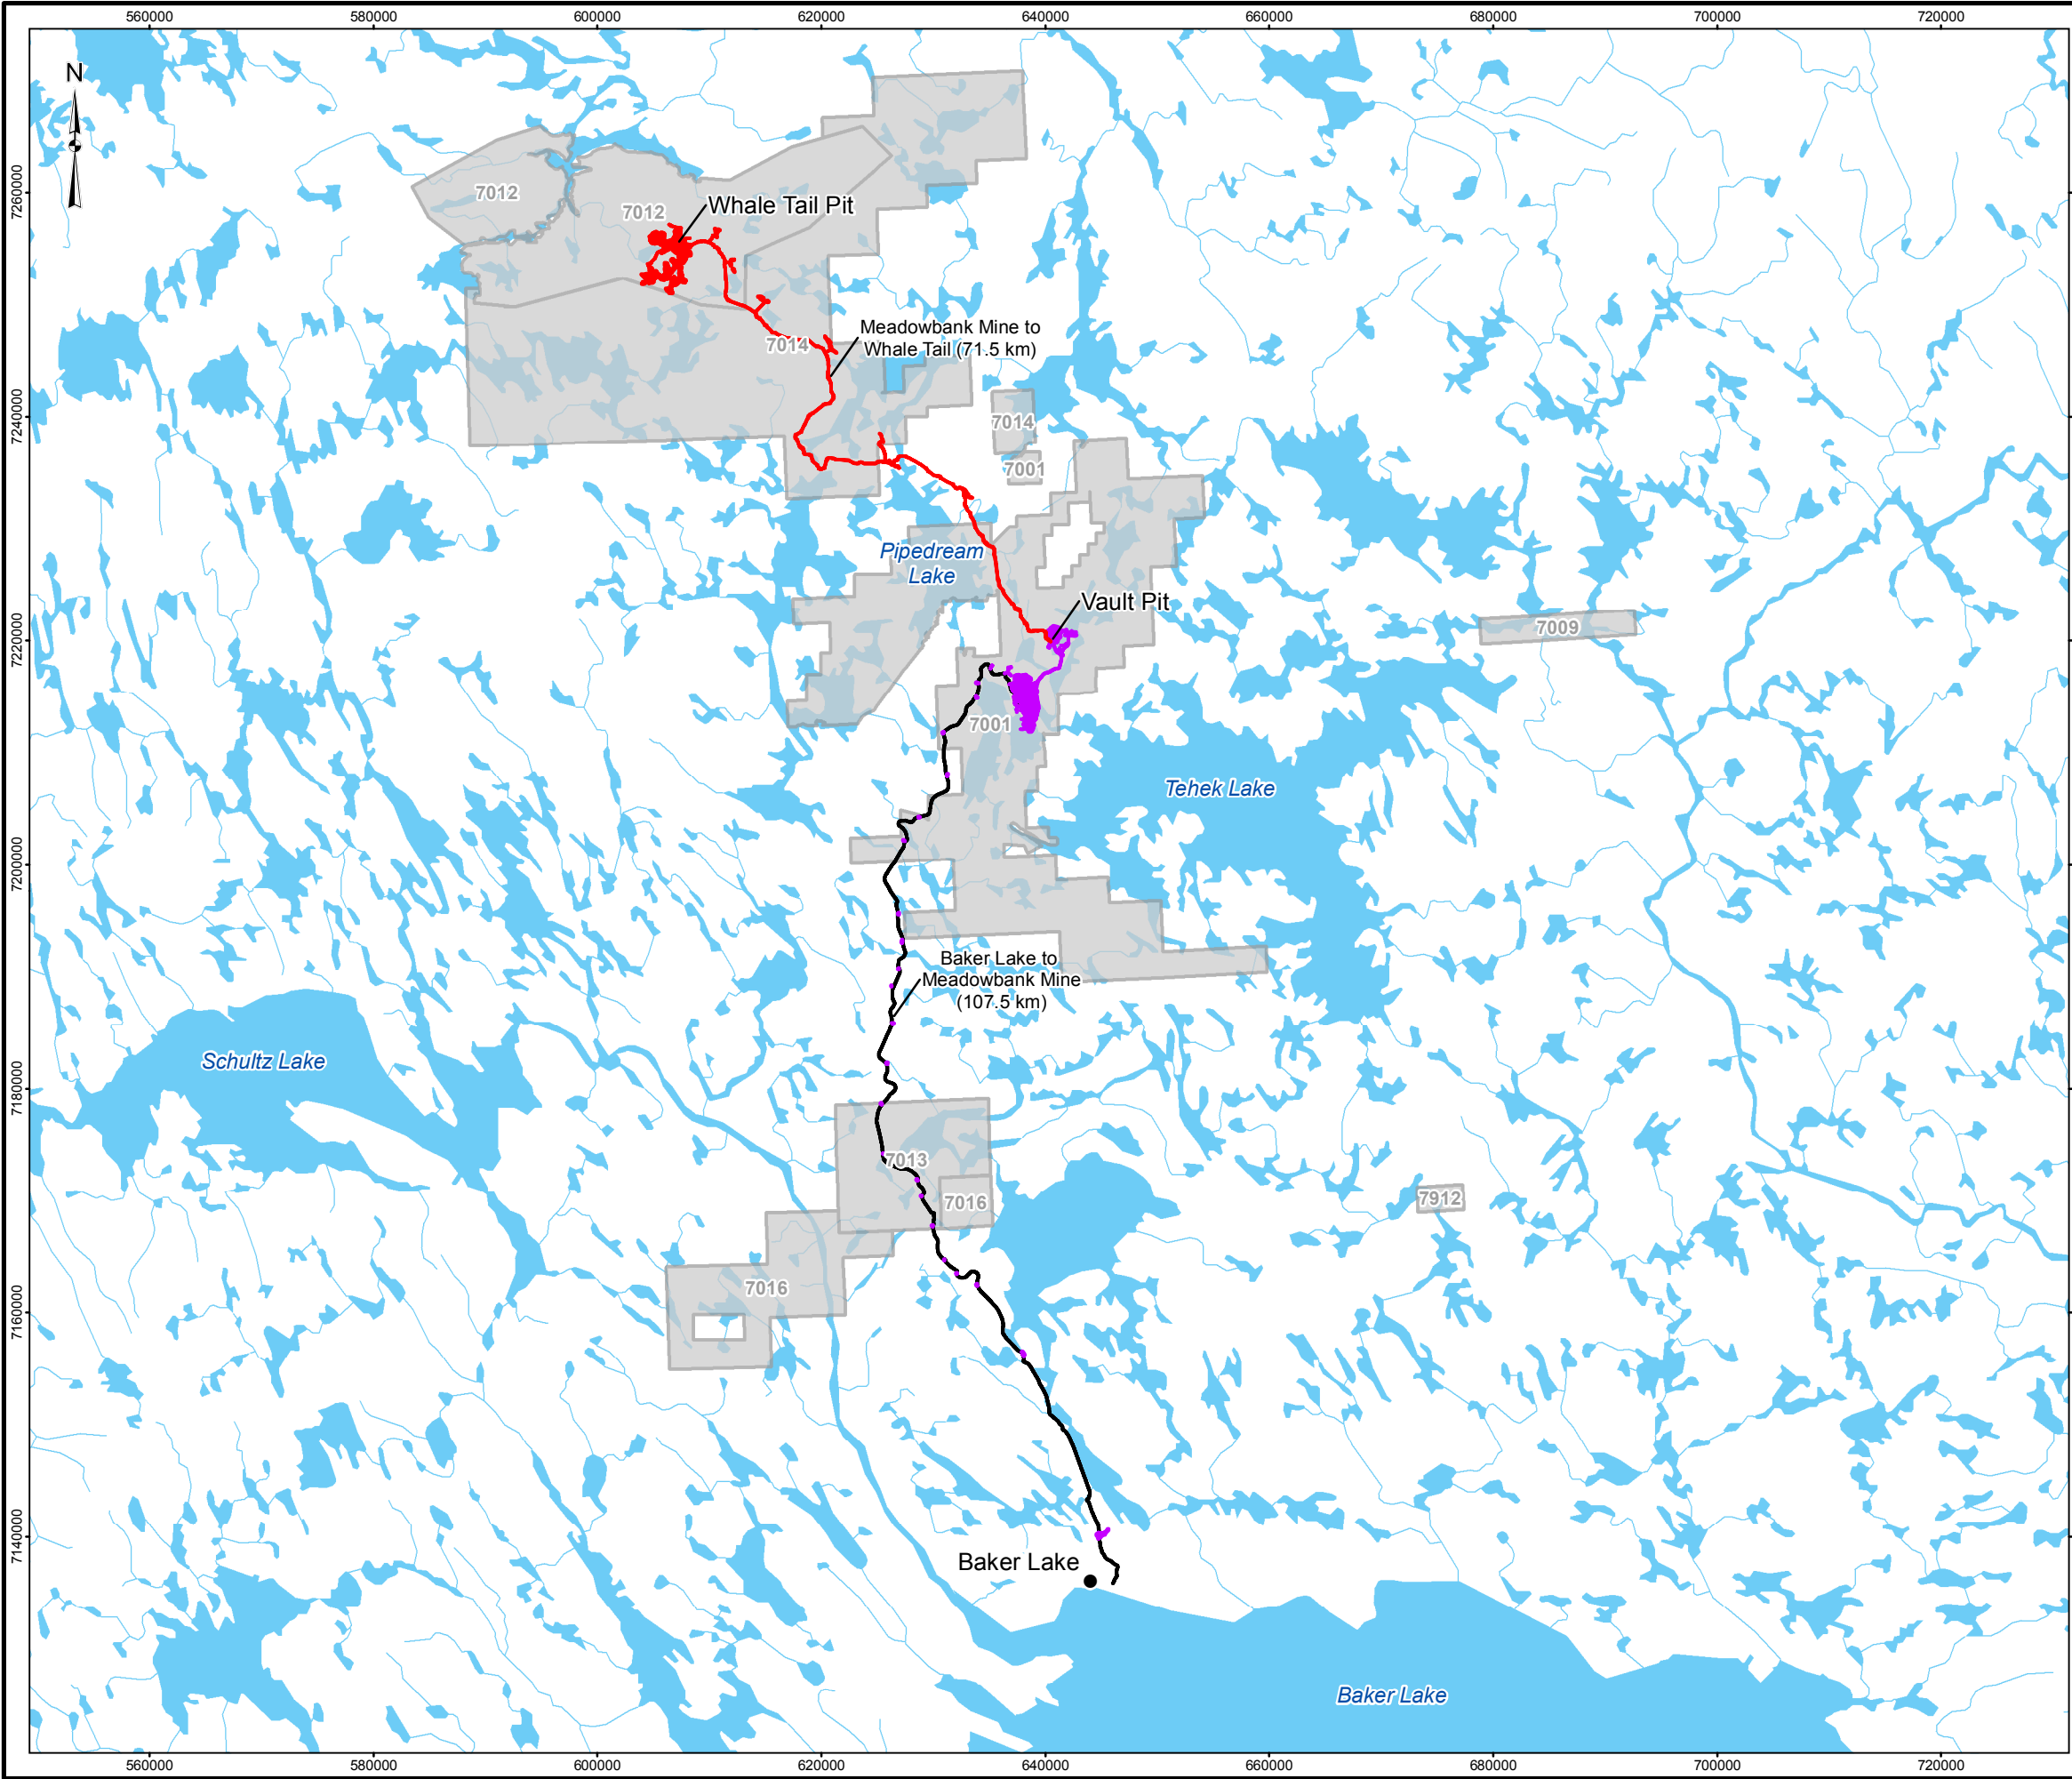 560000 580000 600000 620000 640000 660000 680000 700000 720000
N
7260000
7012
7012
Whale Tail Pit
Meadowbank Mine to
Whale Tail (71.5 km)
7014
7240000
7014
7001
Pipedream
Lake
Vault Pit
7220000
7009
7001
Tehek Lake
7200000
Baker Lake to
Meadowbank Mine
(107.5 km)
Schultz Lake
7180000
7013
7016
7912
7016
7160000
7140000
Baker Lake
Baker Lake
560000 580000 600000 620000 640000 660000 680000 700000 720000